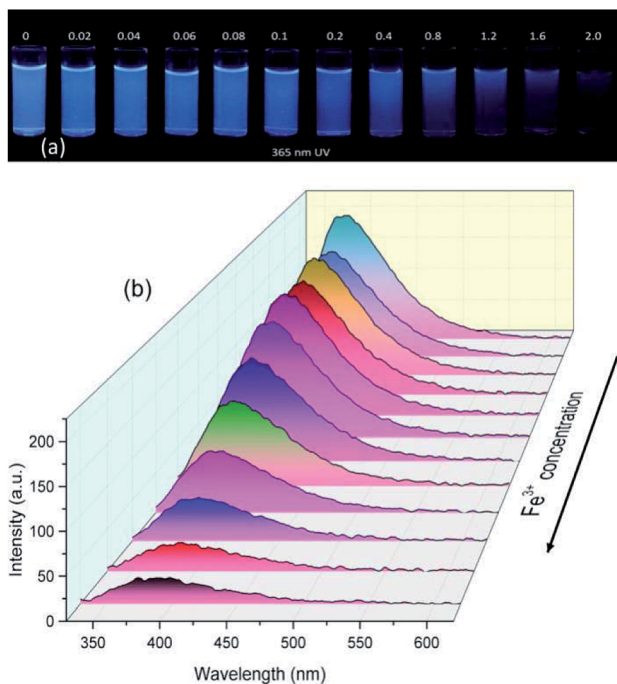 0 0.02 0.04 0.06 0.08 0.1 0.2 0.4 0.8 1.2 1.6 2.0
(a)
365 nm UV
(b)
200
150
100
50
0
Intensity (a.u.)
350 400 450 500 550 600
Wavelength (nm)
Fe³⁺ concentration